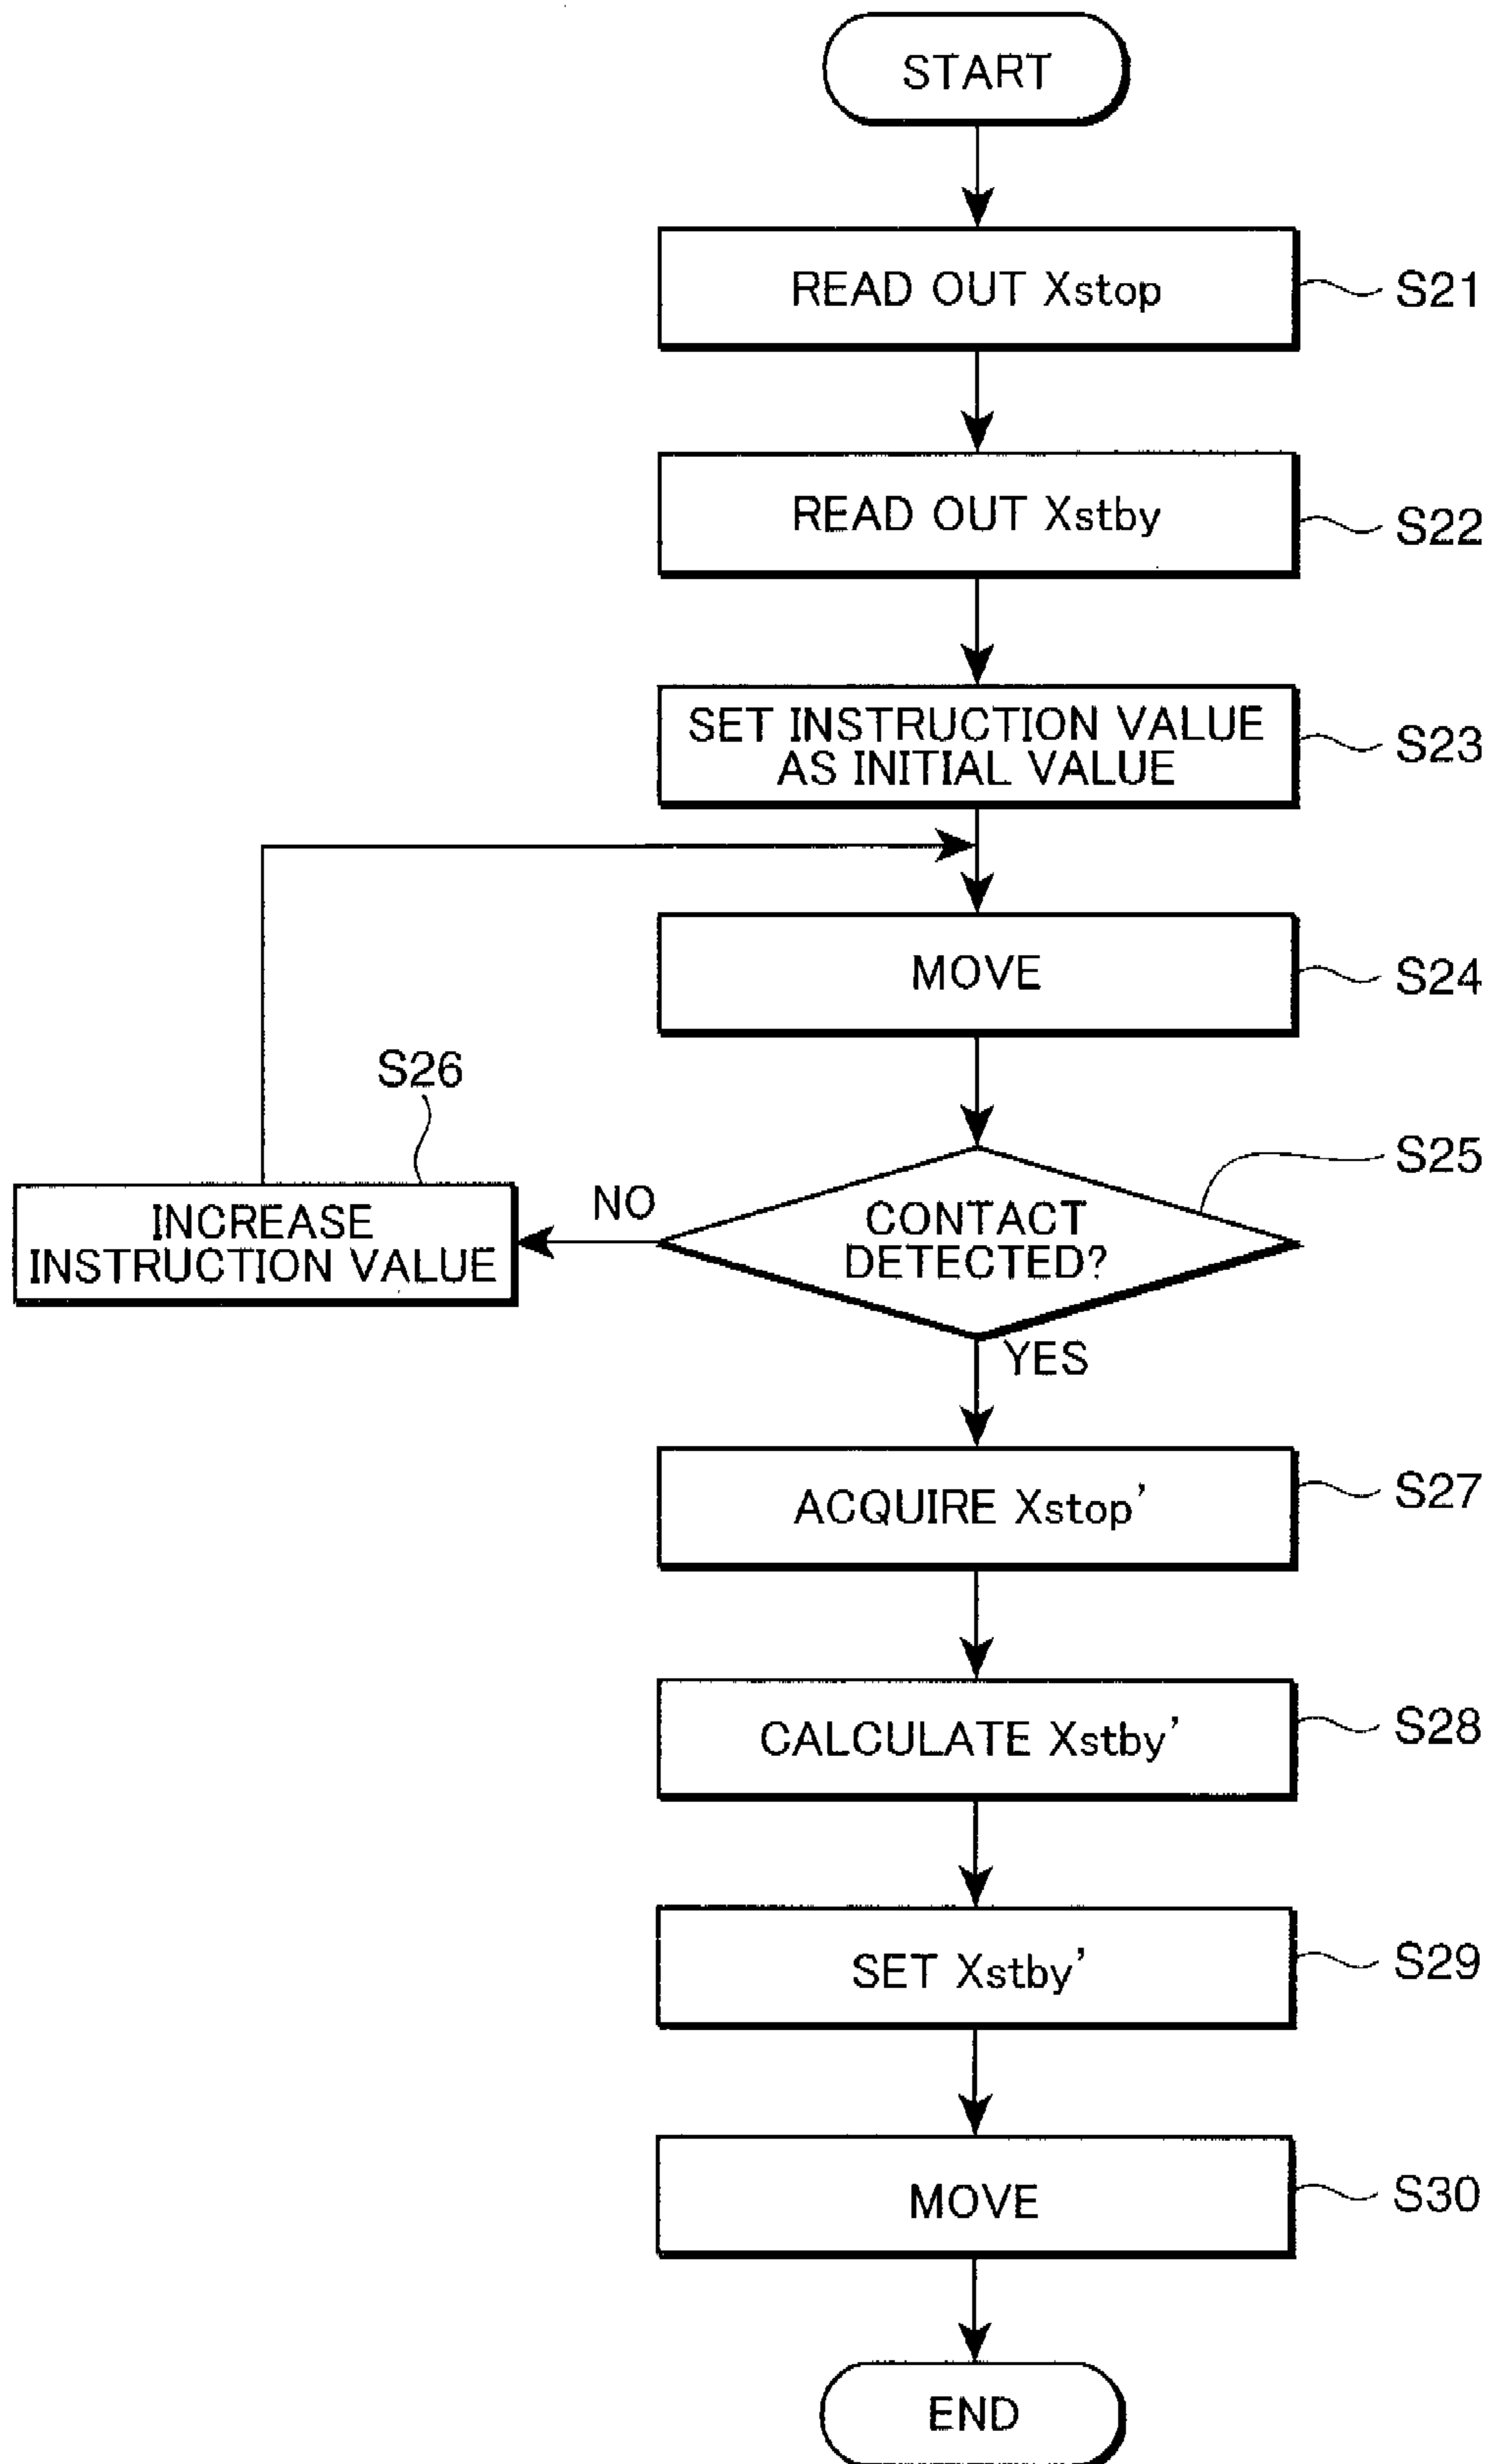 START
READ OUT Xstop
S21
READ OUT Xstby
S22
SET INSTRUCTION VALUE
AS INITIAL VALUE
S23
MOVE
S24
CONTACT
DETECTED?
S25
NO
S26
INCREASE
INSTRUCTION VALUE
YES
ACQUIRE Xstop’
S27
CALCULATE Xstby’
S28
SET Xstby’
S29
MOVE
S30
END